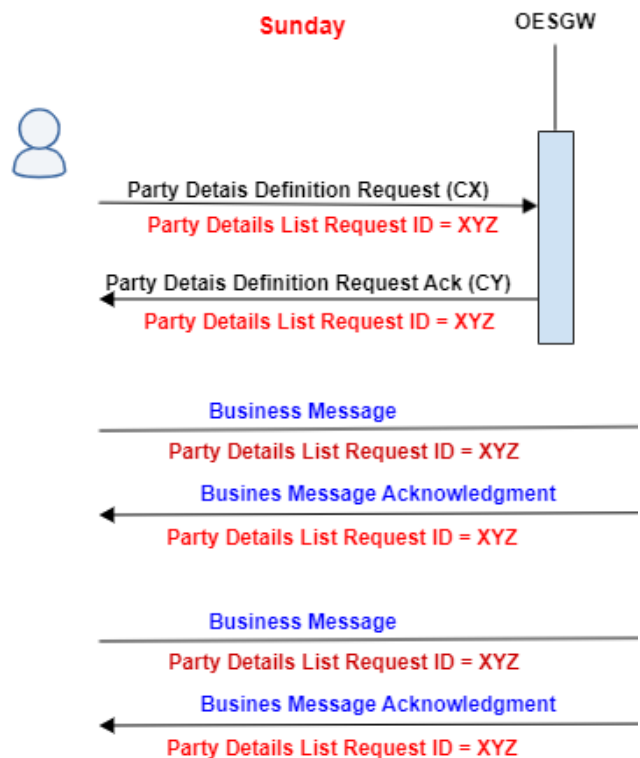 Sunday
OESGW
Party Detais Definition Request (CX)
Party Details List Request ID = XYZ
Party Detais Definition Request Ack (CY)
Party Details List Request ID = XYZ
Business Message
Party Details List Request ID = XYZ
Busines Message Acknowledgment
Party Details List Request ID = XYZ
Business Message
Party Details List Request ID = XYZ
Busines Message Acknowledgment
Party Details List Request ID = XYZ